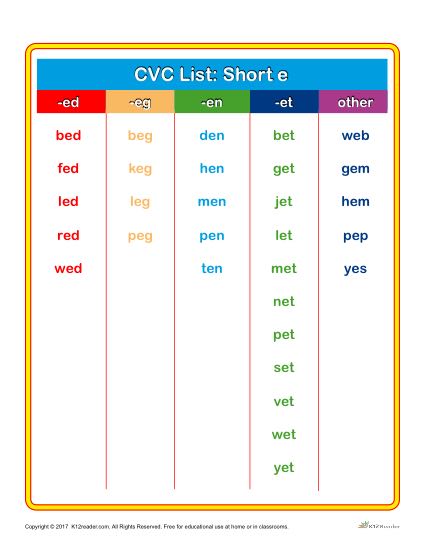 CVC List: Short e
-ed -eg -en -et other
bed beg den bet web
fed keg hen get gem
led leg men jet hem
red peg pen let pep
wed ten met yes
net
pet
set
vet
wet
yet
Copyright © 2017 K12reader.com. All Rights Reserved. Free for educational use at home or in classrooms.
K12Reader